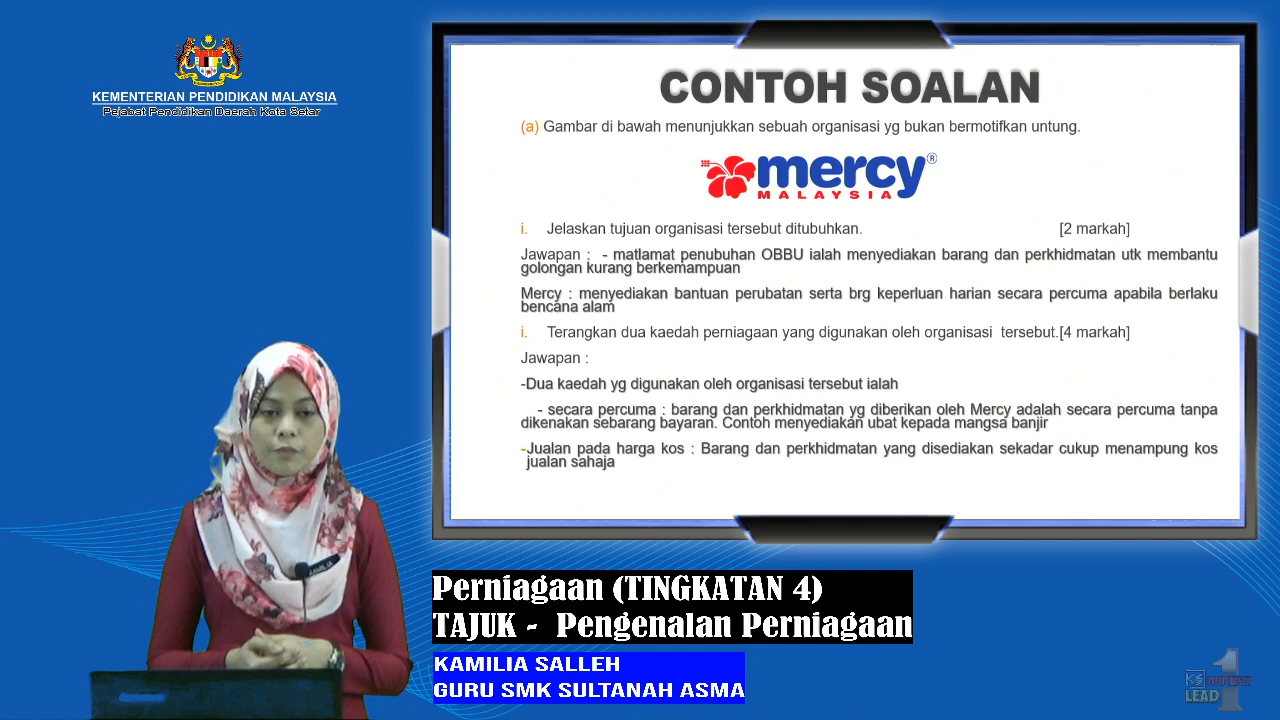 KEMENTERIAN PENDIDIKAN MALAYSIA
Pejabat Pendidikan Daerah Kota Setar
CONTOH SOALAN
(a) Gambar di bawah menunjukkan sebuah organisasi yg bukan bermotifkan untung.
mercy®
MALAYSIA
i. Jelaskan tujuan organisasi tersebut ditubuhkan. [2 markah]
Jawapan : - matlamat penubuhan OBBU ialah menyediakan barang dan perkhidmatan utk membantu
golongan kurang berkemampuan
Mercy : menyediakan bantuan perubatan serta brg keperluan harian secara percuma apabila berlaku
bencana alam
i. Terangkan dua kaedah perniagaan yang digunakan oleh organisasi tersebut.[4 markah]
Jawapan :
-Dua kaedah yg digunakan oleh organisasi tersebut ialah
- secara percuma : barang dan perkhidmatan yg diberikan oleh Mercy adalah secara percuma tanpa
dikenakan sebarang bayaran. Contoh menyediakan ubat kepada mangsa banjir
-Jualan pada harga kos : Barang dan perkhidmatan yang disediakan sekadar cukup menampung kos
jualan sahaja
Perniagaan (TINGKATAN 4)
TAJUK - Pengenalan Perniagaan
KAMILIA SALLEH
GURU SMK SULTANAH ASMA
KS
LEAD 1